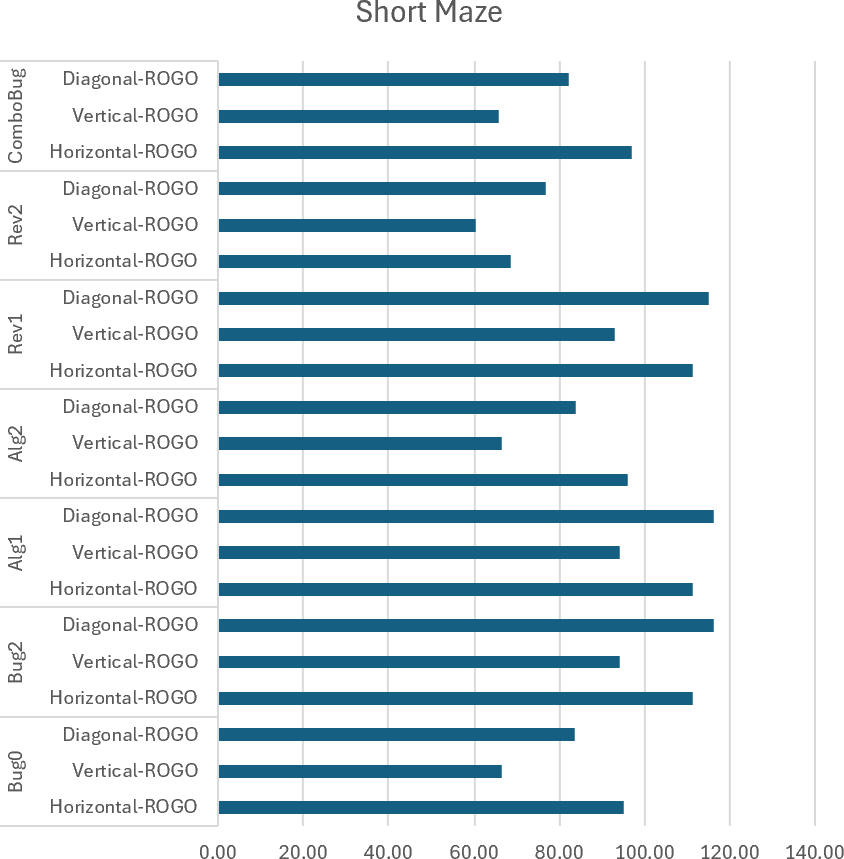 Short Maze
ComboBug
Diagonal-ROGO
Vertical-ROGO
Horizontal-ROGO
Rev2
Diagonal-ROGO
Vertical-ROGO
Horizontal-ROGO
Rev1
Diagonal-ROGO
Vertical-ROGO
Horizontal-ROGO
Alg2
Diagonal-ROGO
Vertical-ROGO
Horizontal-ROGO
Alg1
Diagonal-ROGO
Vertical-ROGO
Horizontal-ROGO
Bug2
Diagonal-ROGO
Vertical-ROGO
Horizontal-ROGO
Bug0
Diagonal-ROGO
Vertical-ROGO
Horizontal-ROGO
0.00 20.00 40.00 60.00 80.00 100.00 120.00 140.00